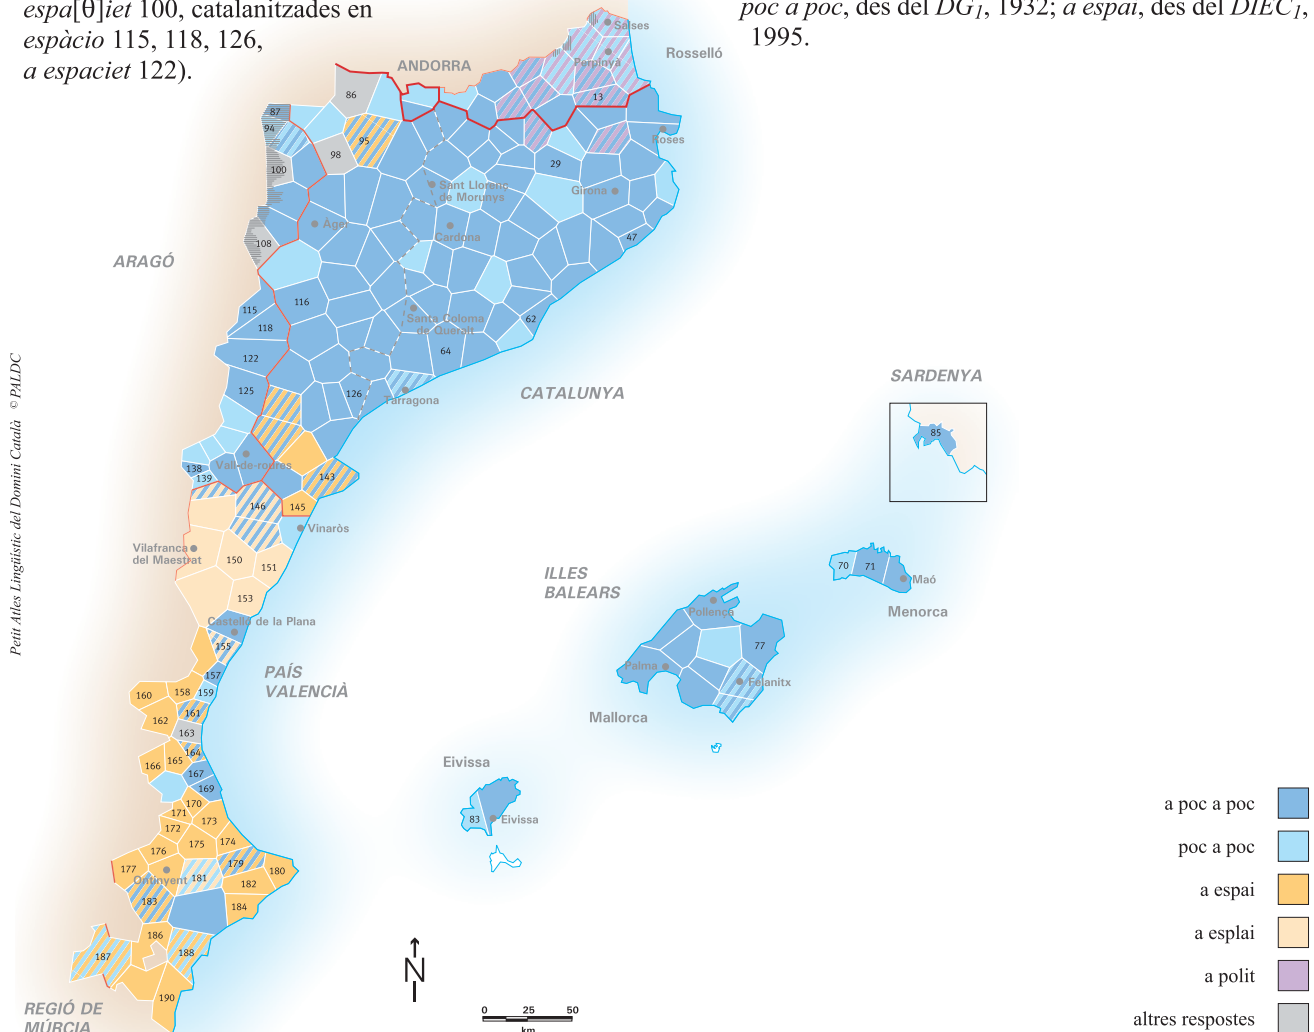 espa[θ]iet 100, catalanitzades en
espàcio 115, 118, 126,
a espaciet 122).
poc a poc, des del DG1, 1932; a espai, des del DIEC1,
1995.
ANDORRA
Salses
Perpinyà
Rosselló
86
13
87
94
95
98
100
Roses
29
Sant Llorenç
de Morunys
Girona
Àger
Cardona
47
108
ARAGÓ
116
115
118
Santa Coloma
de Queralt
62
122
64
125
126
Tarragona
CATALUNYA
SARDENYA
85
Vall-de-roures
138
139
143
146
145
Vinaròs
Vilafranca
del Maestrat
150
151
153
Castelló de la Plana
155
157
PAÍS
VALENCIÀ
ILLES
BALEARS
70
71
Maó
Menorca
Pollença
77
Palma
Felanitx
Mallorca
160
158
159
161
162
163
164
165
166
167
169
170
171
172
173
174
175
176
177
Ontinyent
179
180
181
182
183
184
186
187
188
190
Eivissa
83
Eivissa
REGIÓ DE
MÚRCIA
N
0 25 50
km
a poc a poc
poc a poc
a espai
a esplai
a polit
altres respostes
Petit Atles Lingüístic del Domini Català © PALDC